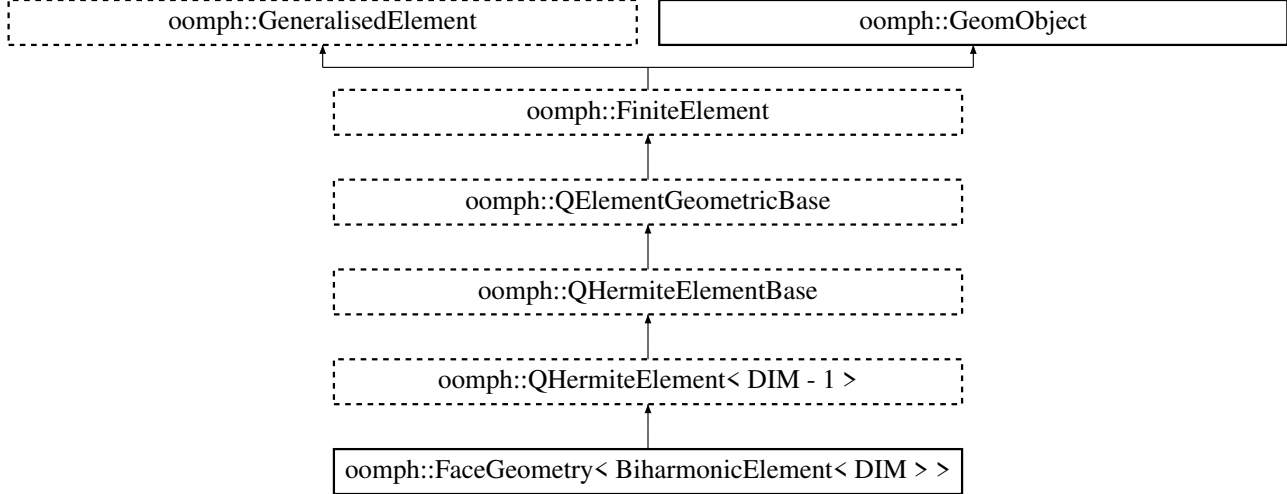 oomph::GeneralisedElement
oomph::GeomObject
oomph::FiniteElement
oomph::QElementGeometricBase
oomph::QHermiteElementBase
oomph::QHermiteElement< DIM - 1 >
oomph::FaceGeometry< BiharmonicElement< DIM > >